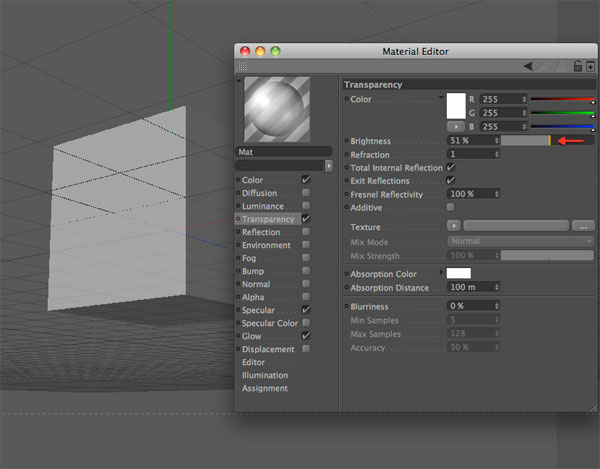 Material Editor
Transparency
Color R 255
G 255
B 255
Brightness 51 %
Refraction 1
Total Internal Reflection
Exit Reflections
Fresnel Reflectivity 100 %
Additive
Texture ...
Mix Mode Normal
Mix Strength 100 %
Absorption Color
Absorption Distance 100 m
Blurriness 0 %
Min Samples 5
Max Samples 128
Accuracy 50 %
Mat
Color
Diffusion
Luminance
Transparency
Reflection
Environment
Fog
Bump
Normal
Alpha
Specular
Specular Color
Glow
Displacement
Editor
Illumination
Assignment